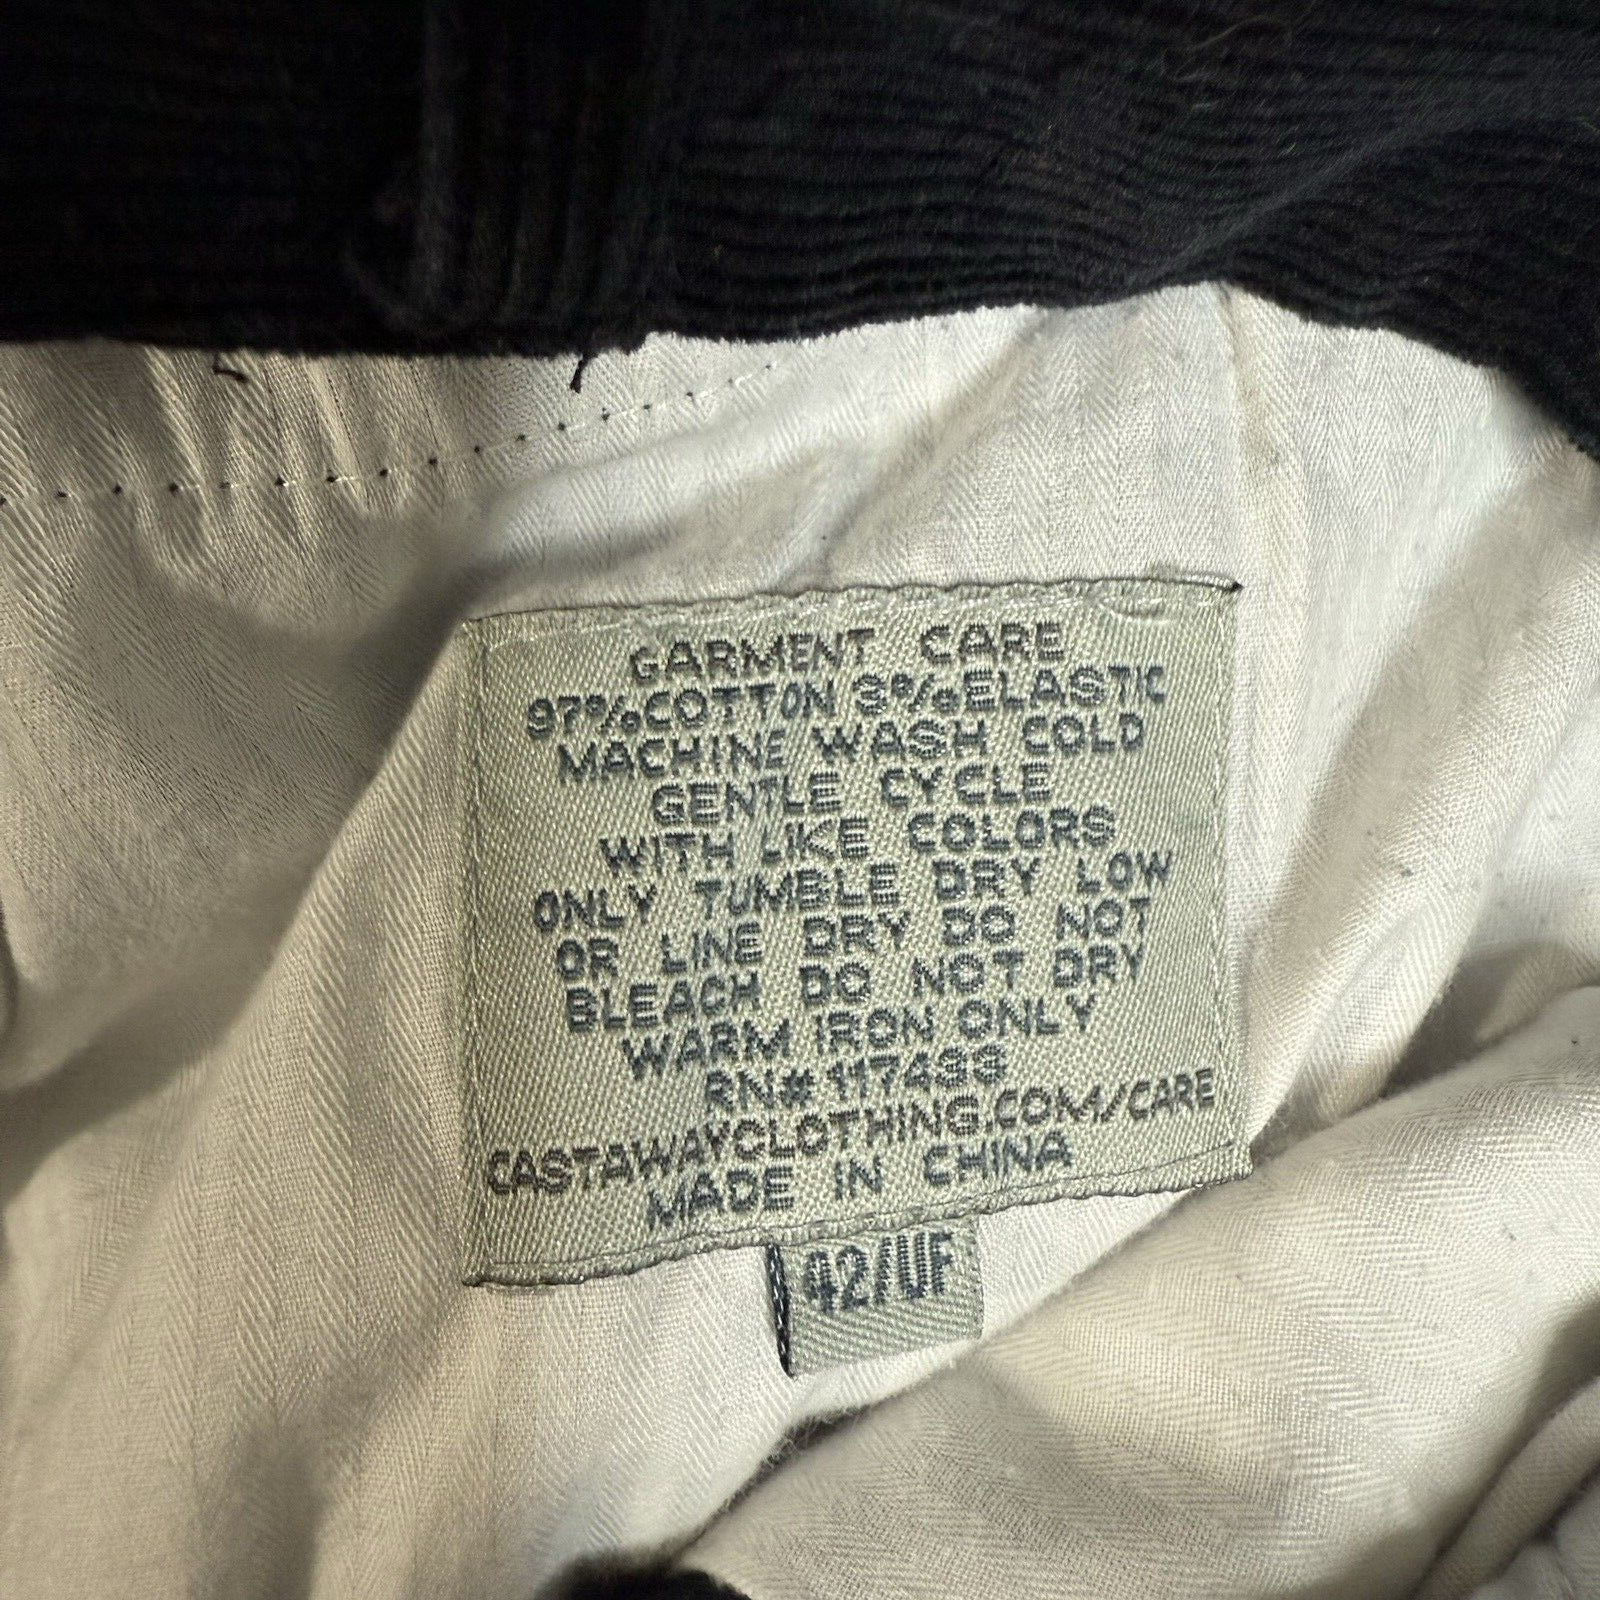 GARMENT CARE
97%COTTON 3%ELASTIC
MACHINE WASH COLD
GENTLE CYCLE
WITH LIKE COLORS
ONLY TUMBLE DRY LOW
OR LINE DRY DO NOT
BLEACH DO NOT DRY
WARM IRON ONLY
RN# 117433
CASTAWAYCLOTHING.COM/CARE
MADE IN CHINA
42/UF